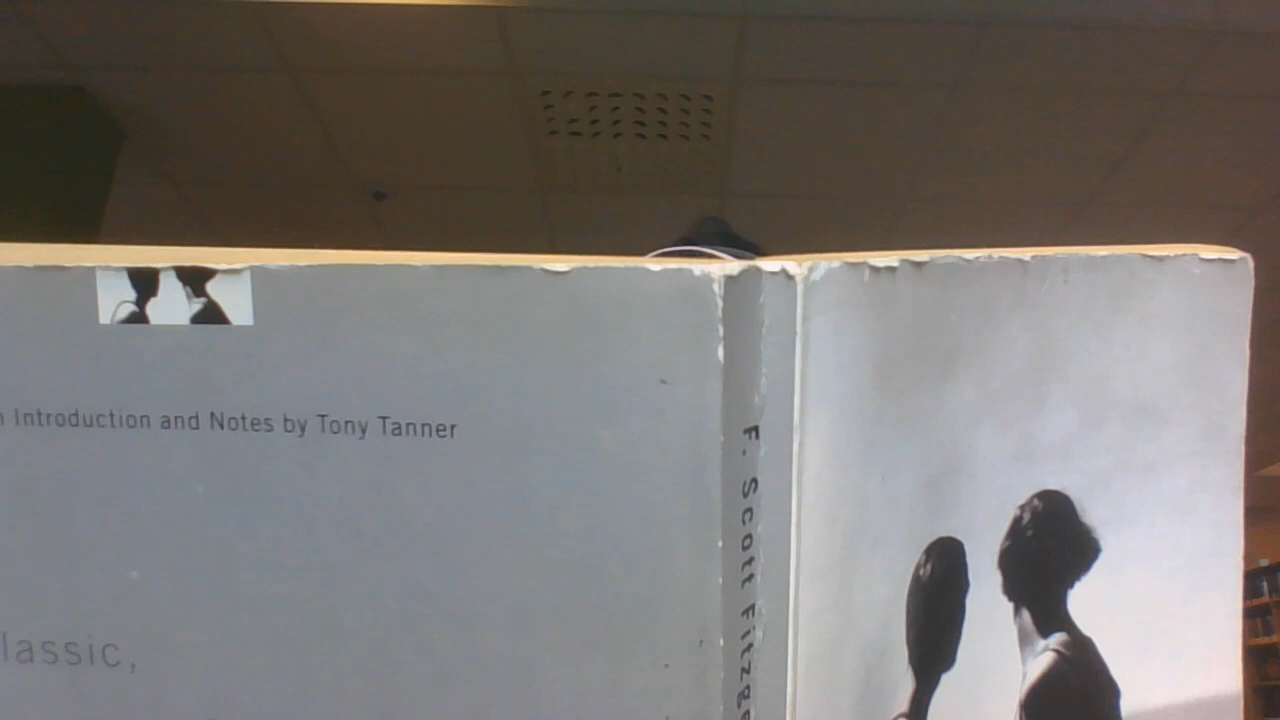 Introduction and Notes by Tony Tanner
lassic,
F. Scott Fitzge